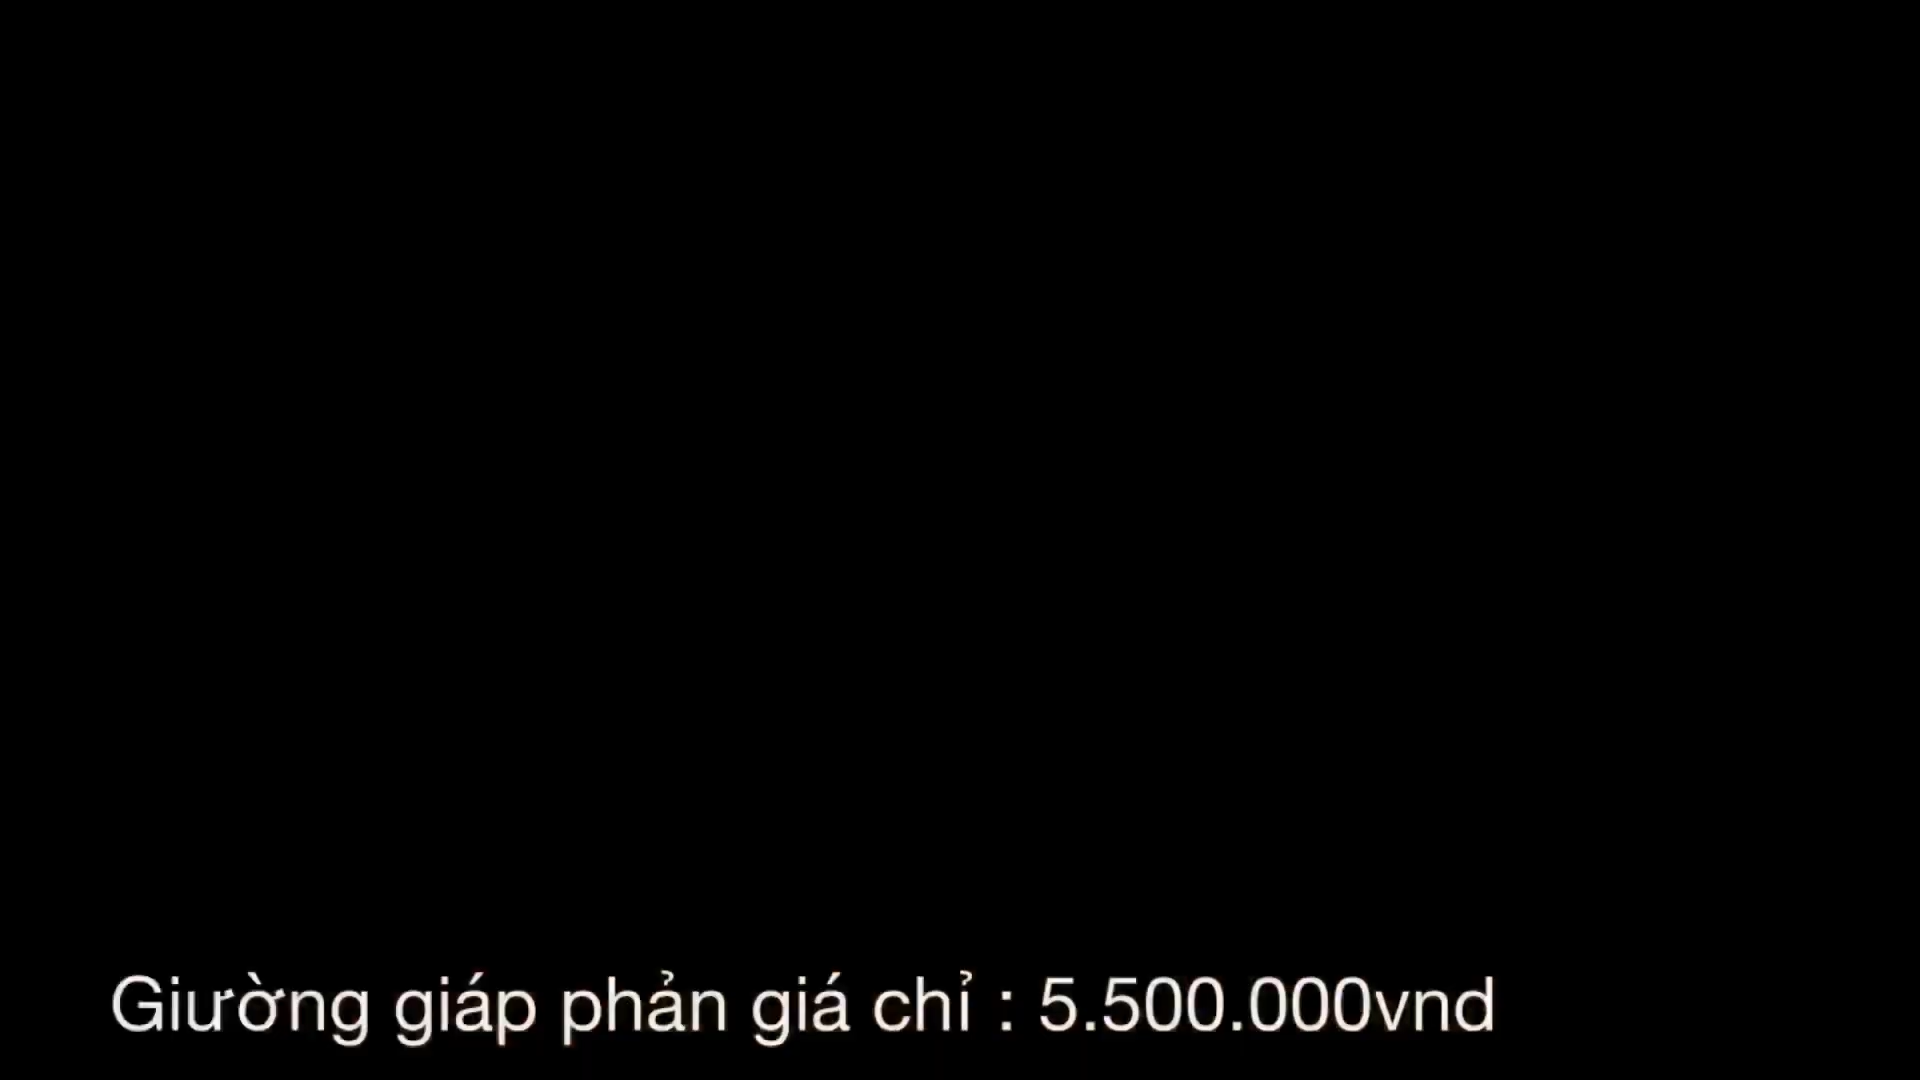 Giường giáp phản giá chỉ : 5.500.000vnd